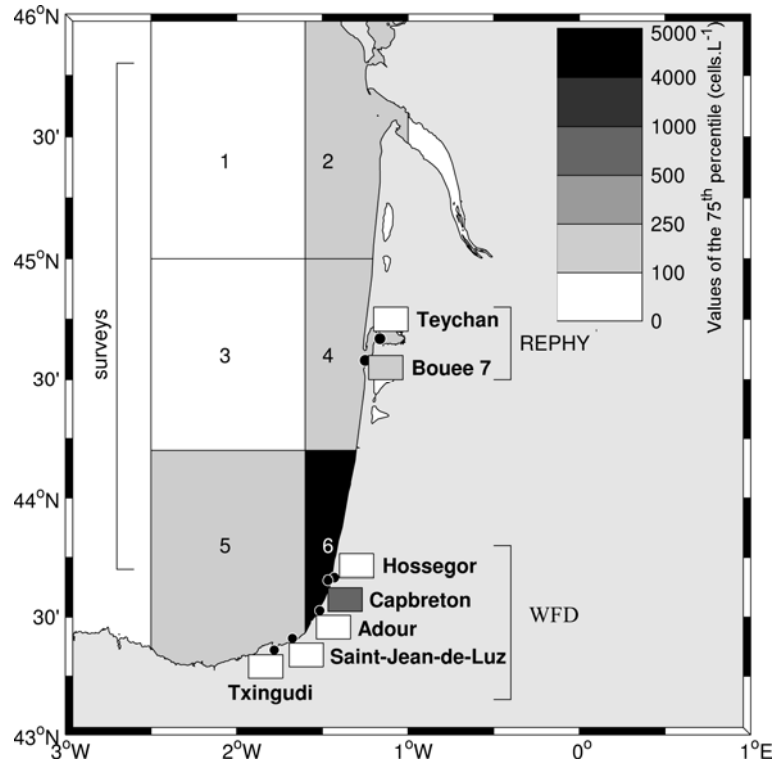 46°N
30'
45°N
30'
44°N
30'
43°N
3°W
2°W
1°W
0°
1°E
surveys
1
2
3
4
5
6
Teychan
Bouee 7
REPHY
Hossegor
Capbreton
Adour
Saint-Jean-de-Luz
Txingudi
WFD
5000
4000
1000
500
250
100
0
Values of the 75th percentile (cells.L-1)